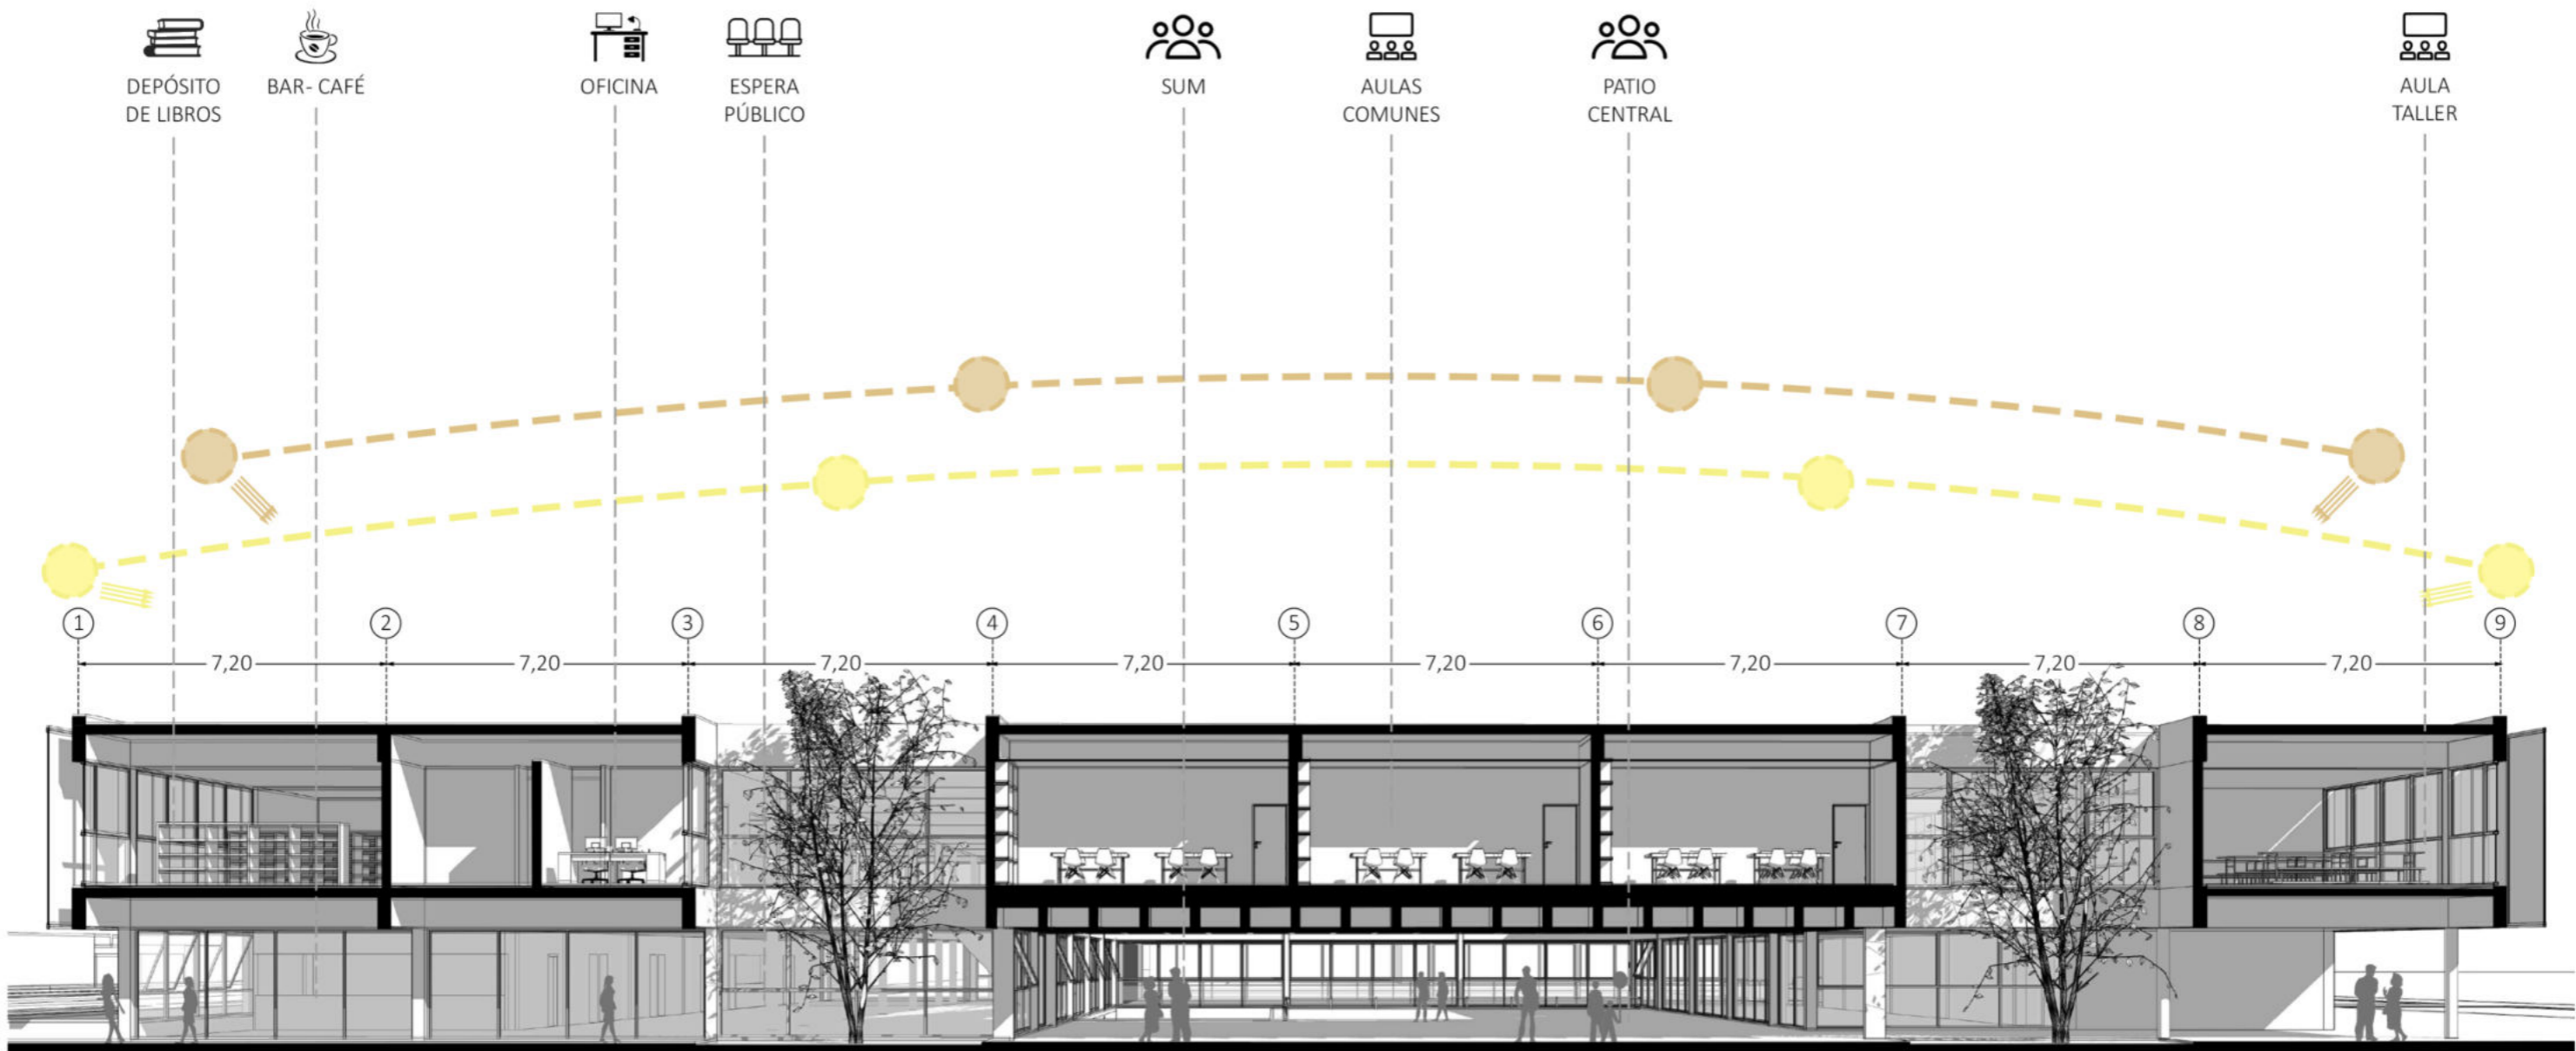 DEPÓSITO
DE LIBROS
BAR- CAFÉ
OFICINA
ESPERA
PÚBLICO
SUM
AULAS
COMUNES
PATIO
CENTRAL
AULA
TALLER
1 2 3 4 5 6 7 8 9
7,20 7,20 7,20 7,20 7,20 7,20 7,20 7,20